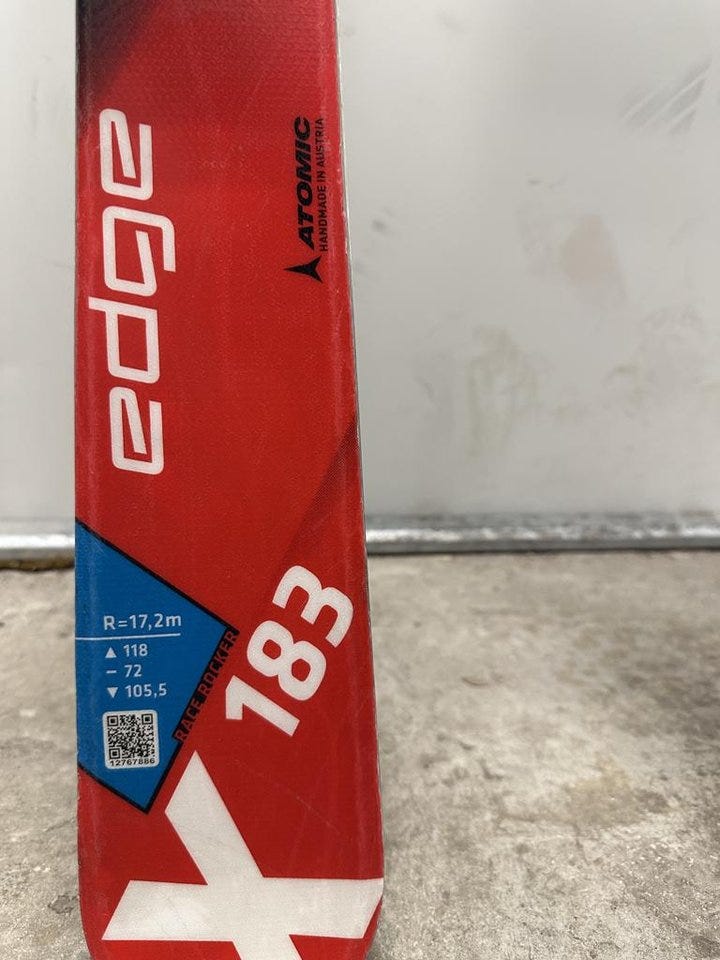 edge
ATOMIC
HANDMADE IN AUSTRIA
R=17,2m
▲ 118
– 72
▼ 105,5
12767886
RACE ROCKER
183
X